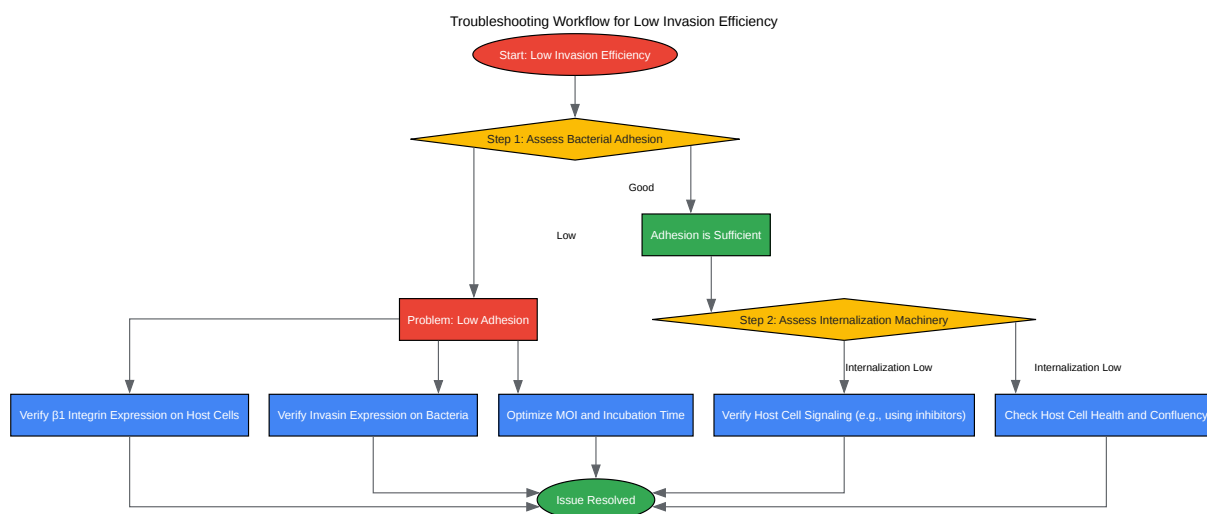 Troubleshooting Workflow for Low Invasion Efficiency
Start: Low Invasion Efficiency
Step 1: Assess Bacterial Adhesion
Good
Low
Adhesion is Sufficient
Problem: Low Adhesion
Step 2: Assess Internalization Machinery
Internalization Low
Internalization Low
Verify β1 Integrin Expression on Host Cells
Verify Invasin Expression on Bacteria
Optimize MOI and Incubation Time
Verify Host Cell Signaling (e.g., using inhibitors)
Check Host Cell Health and Confluency
Issue Resolved